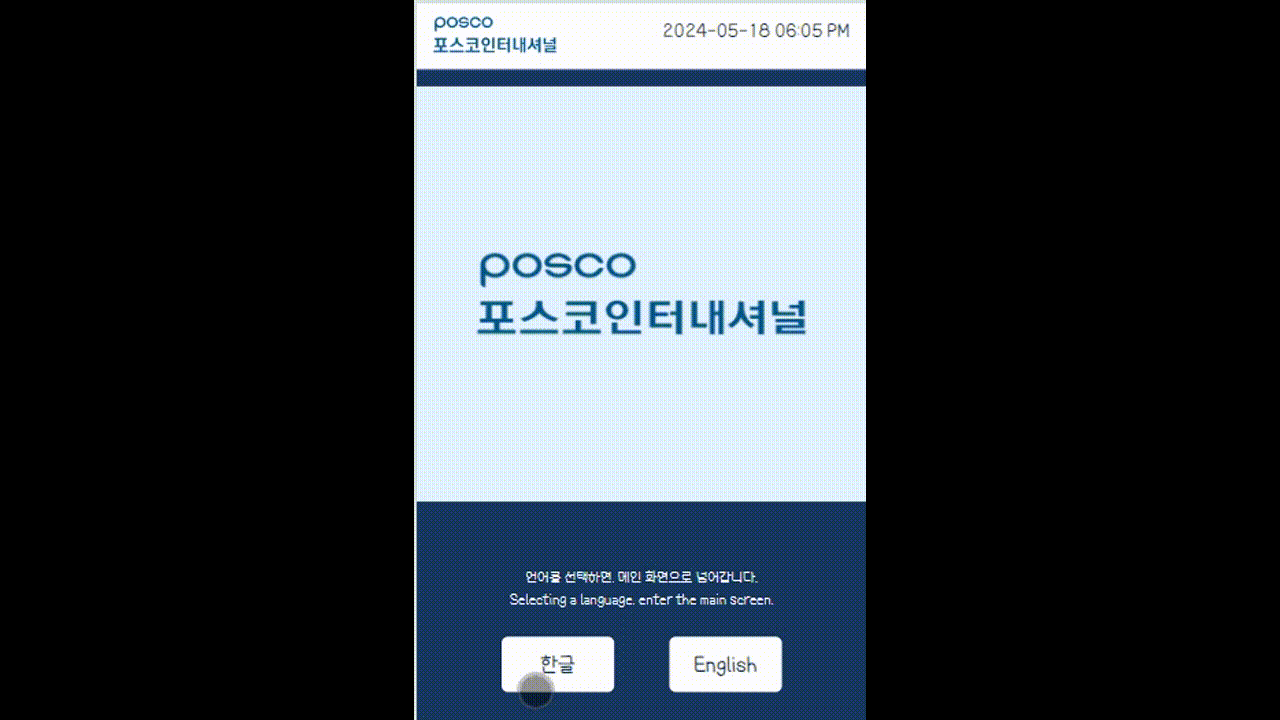 posco
포스코인터내셔널
2024-05-18 06:05 PM
posco
포스코인터내셔널
언어를 선택하면, 메인 화면으로 넘어갑니다.
Selecting a language, enter the main screen.
한글
English